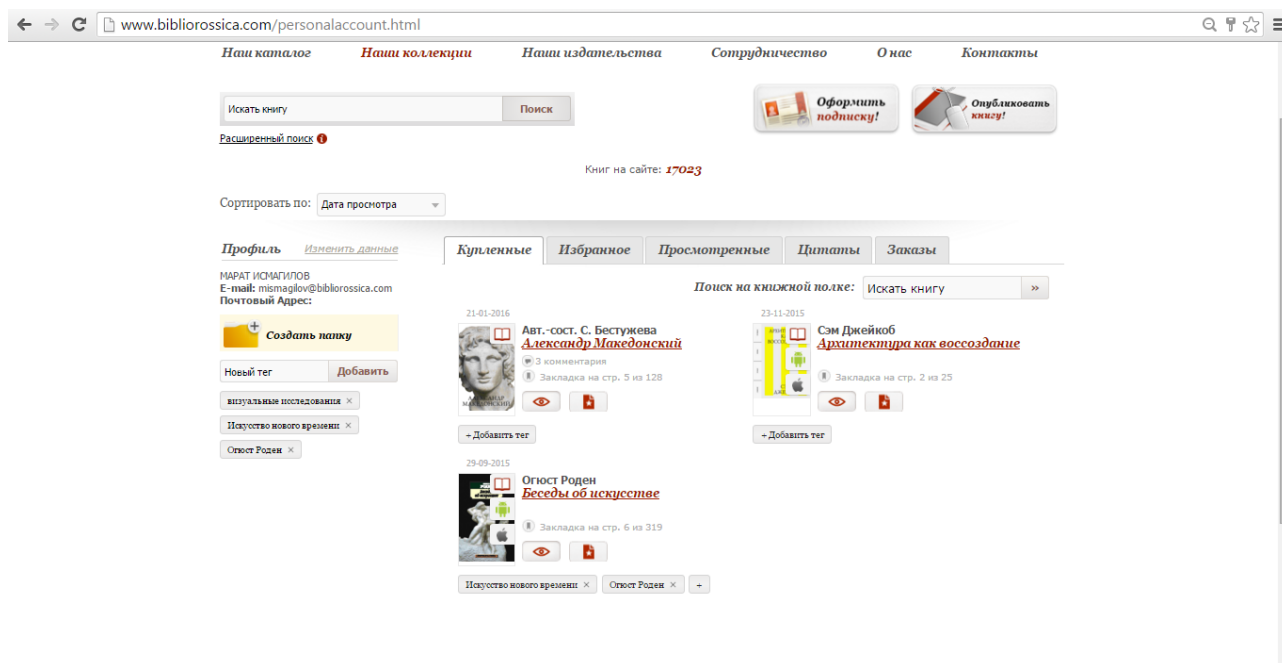 www.bibliorossica.com/personalaccount.html
Наш каталог Наши коллекции Наши издательства Сотрудничество О нас Контакты
Искать книгу Поиск
Оформить
подписку!
Опубликовать
книгу!
Расширенный поиск
Книг на сайте: 17023
Сортировать по: Дата просмотра
Профиль Изменить данные
МАРАТ ИСМАГИЛОВ
E-mail: mismagilov@bibliorossica.com
Почтовый Адрес:
Создать папку
Новый тег Добавить
визуальные исследования ×
Искусство нового времени ×
Огюст Роден ×
Купленные Избранное Просмотренные Цитаты Заказы
Поиск на книжной полке: Искать книгу »
21-01-2016
Авт.-сост. С. Бестужева
Александр Македонский
3 комментария
Закладка на стр. 5 из 128
АЛЕКСАНДР
МАКЕДОНСКИЙ
+ Добавить тег
23-11-2015
Сэм Джейкоб
Архитектура как воссоздание
Закладка на стр. 2 из 25
+ Добавить тег
29-09-2015
Огюст Роден
Беседы об искусстве
Закладка на стр. 6 из 319
Искусство нового времени × Огюст Роден × +